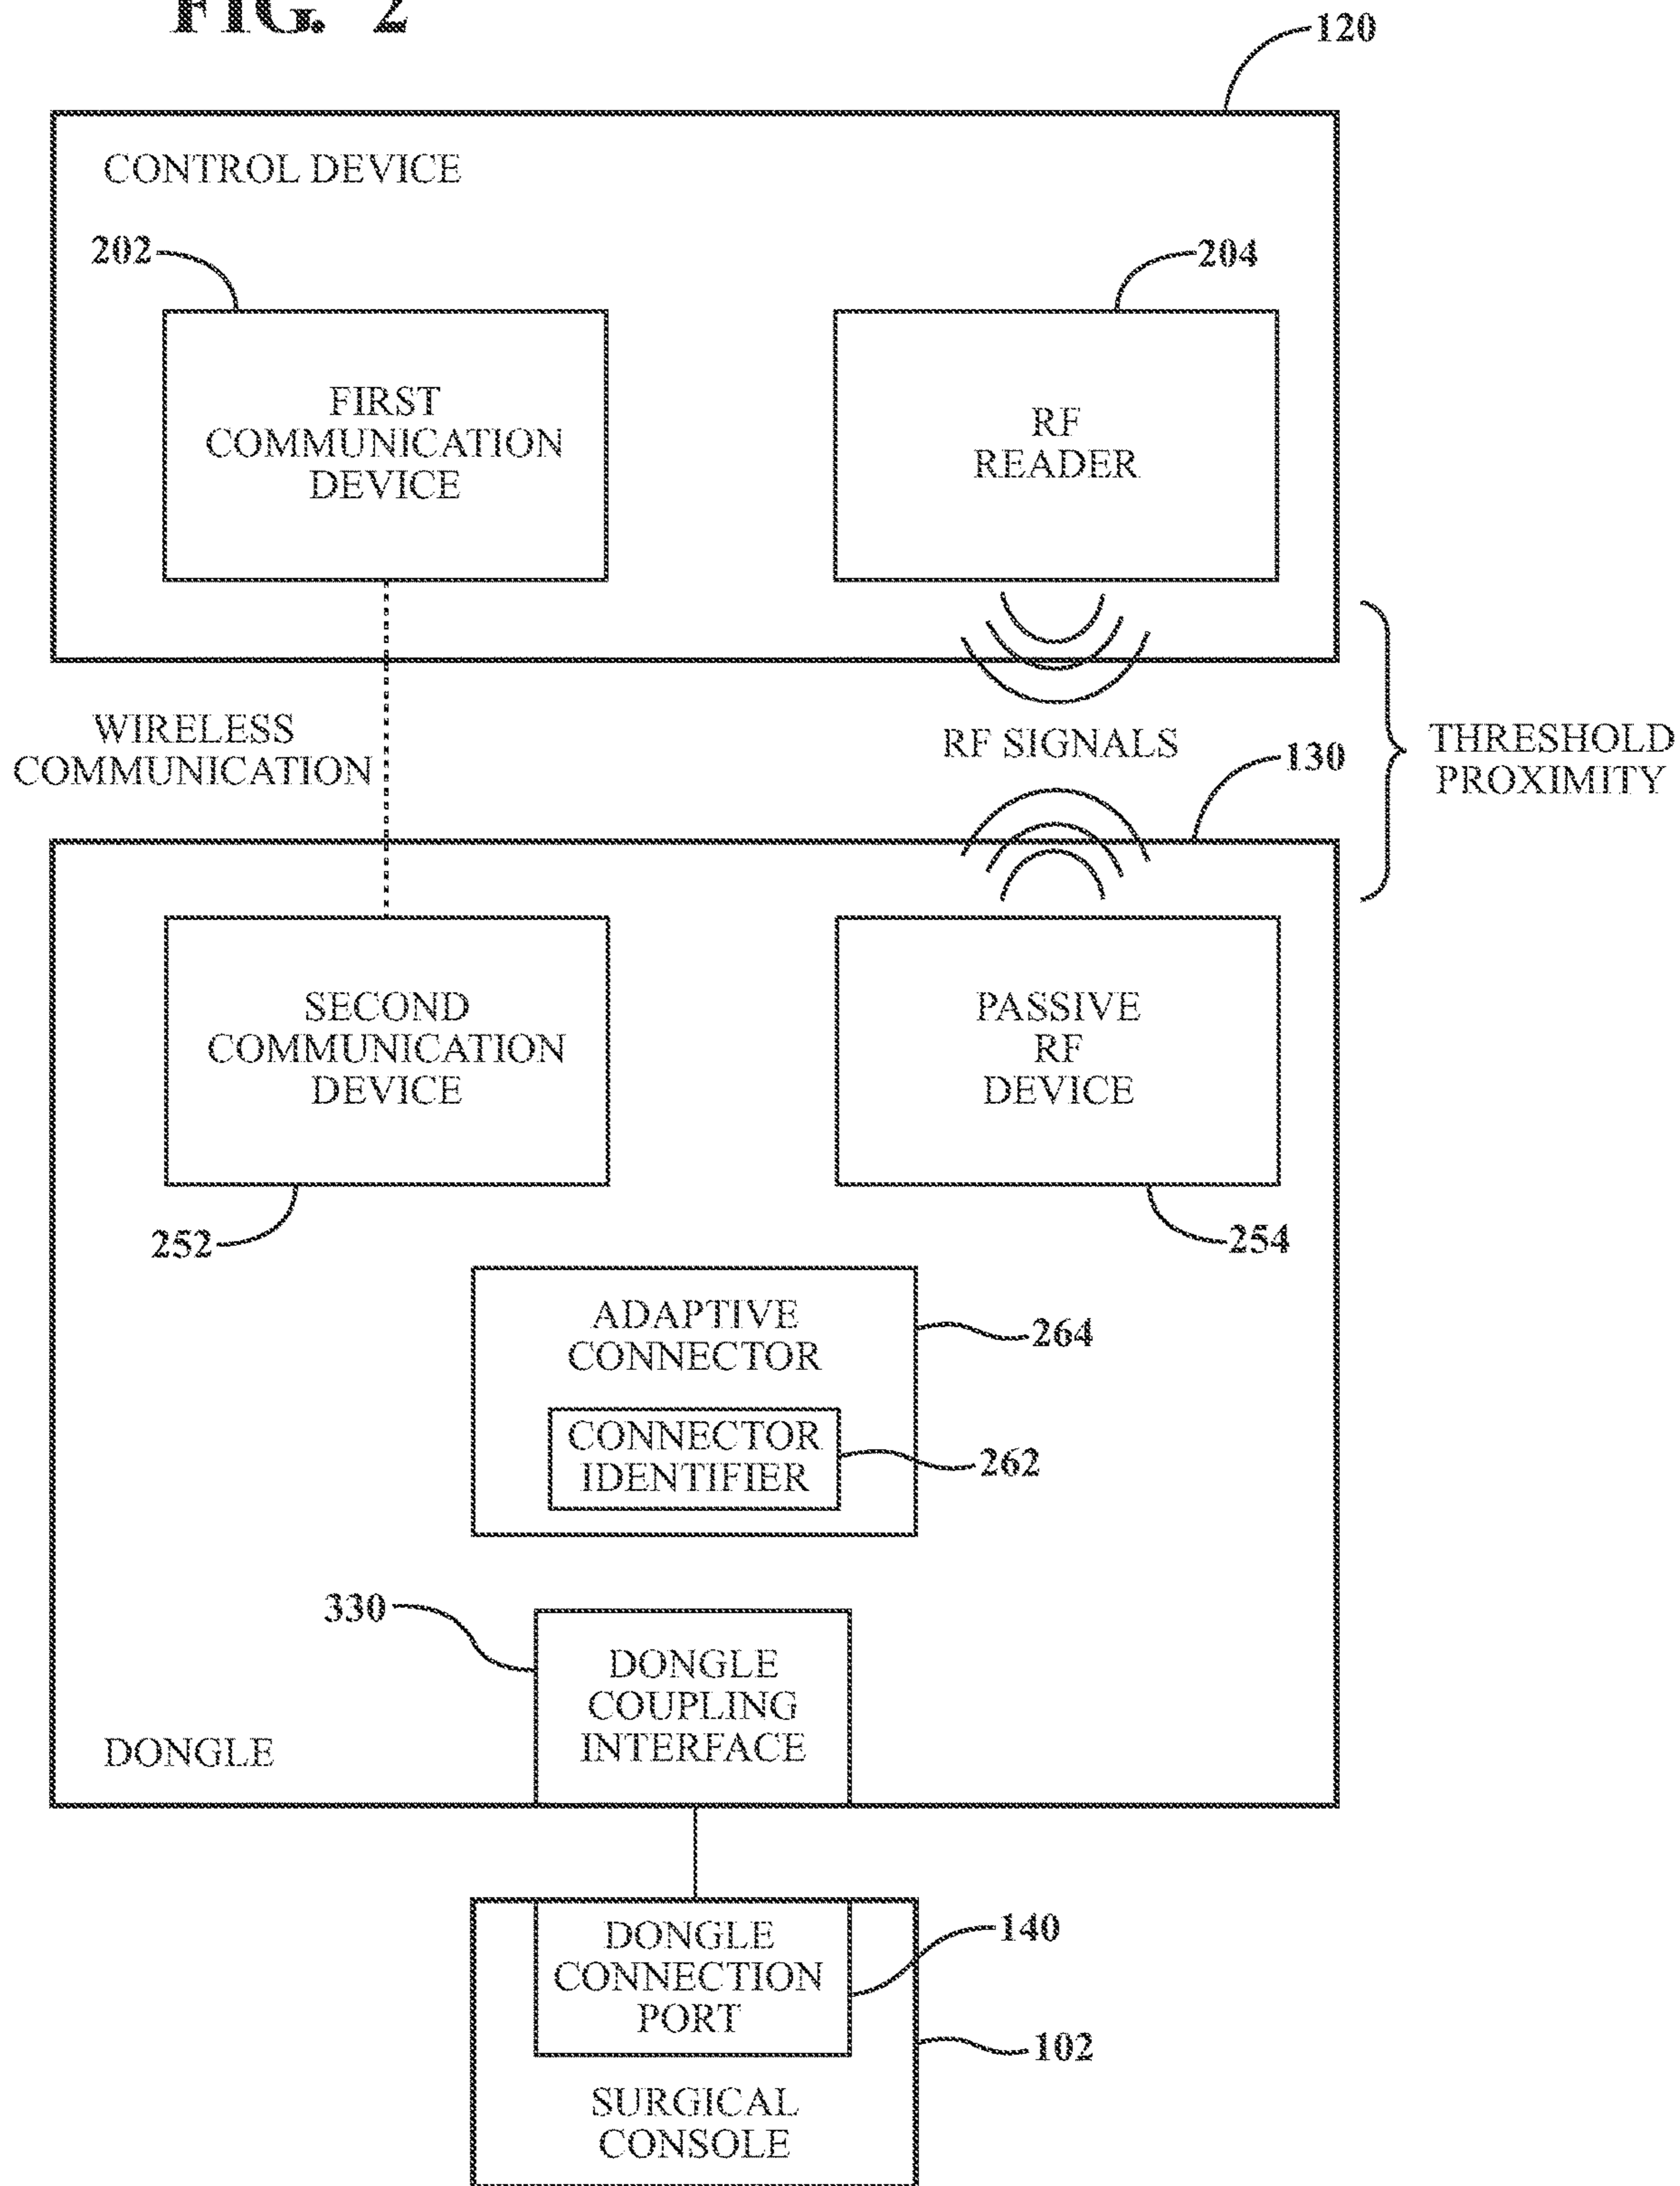 FIG. 2
120
CONTROL DEVICE
202
204
FIRST
COMMUNICATION
DEVICE
RF
READER
WIRELESS
COMMUNICATION
RF SIGNALS
130
THRESHOLD
PROXIMITY
SECOND
COMMUNICATION
DEVICE
PASSIVE
RF
DEVICE
252
254
ADAPTIVE
CONNECTOR
264
CONNECTOR
IDENTIFIER
262
330
DONGLE
COUPLING
INTERFACE
DONGLE
DONGLE
CONNECTION
PORT
140
102
SURGICAL
CONSOLE